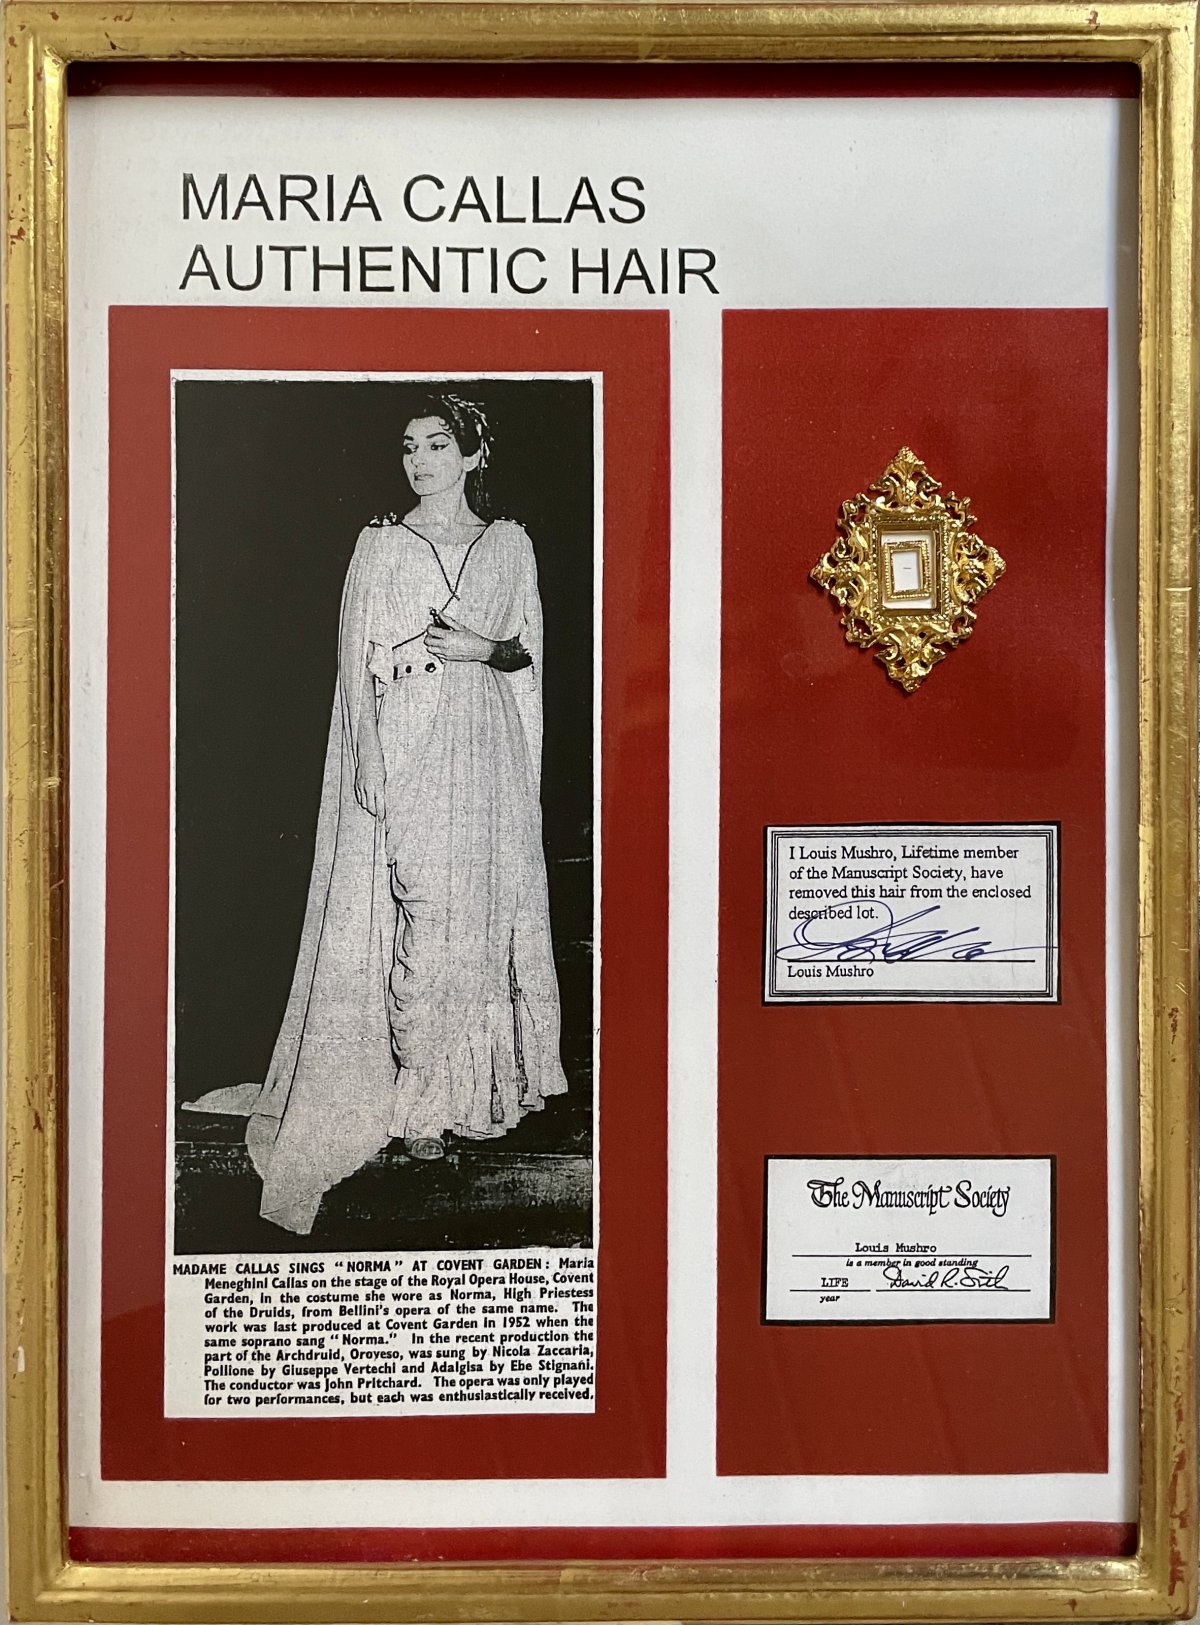 MARIA CALLAS
AUTHENTIC HAIR
MADAME CALLAS SINGS "NORMA" AT COVENT GARDEN: Maria
Meneghini Callas on the stage of the Royal Opera House, Covent
Garden, in the costume she wore as Norma, High Priestess
of the Druids, from Bellini's opera of the same name. The
work was last produced at Covent Garden in 1952 when the
same soprano sang "Norma." In the recent production the
part of the Archdruid, Oroveso, was sung by Nicola Zaccaria,
Pollione by Giuseppe Vertechi and Adalgisa by Ebe Stignani.
The conductor was John Pritchard. The opera was only played
for two performances, but each was enthusiastically received.
I Louis Mushro, Lifetime member
of the Manuscript Society, have
removed this hair from the enclosed
described lot.
Louis Mushro
The Manuscript Society
Louis Mushro
is a member in good standing
LIFE David R.
year